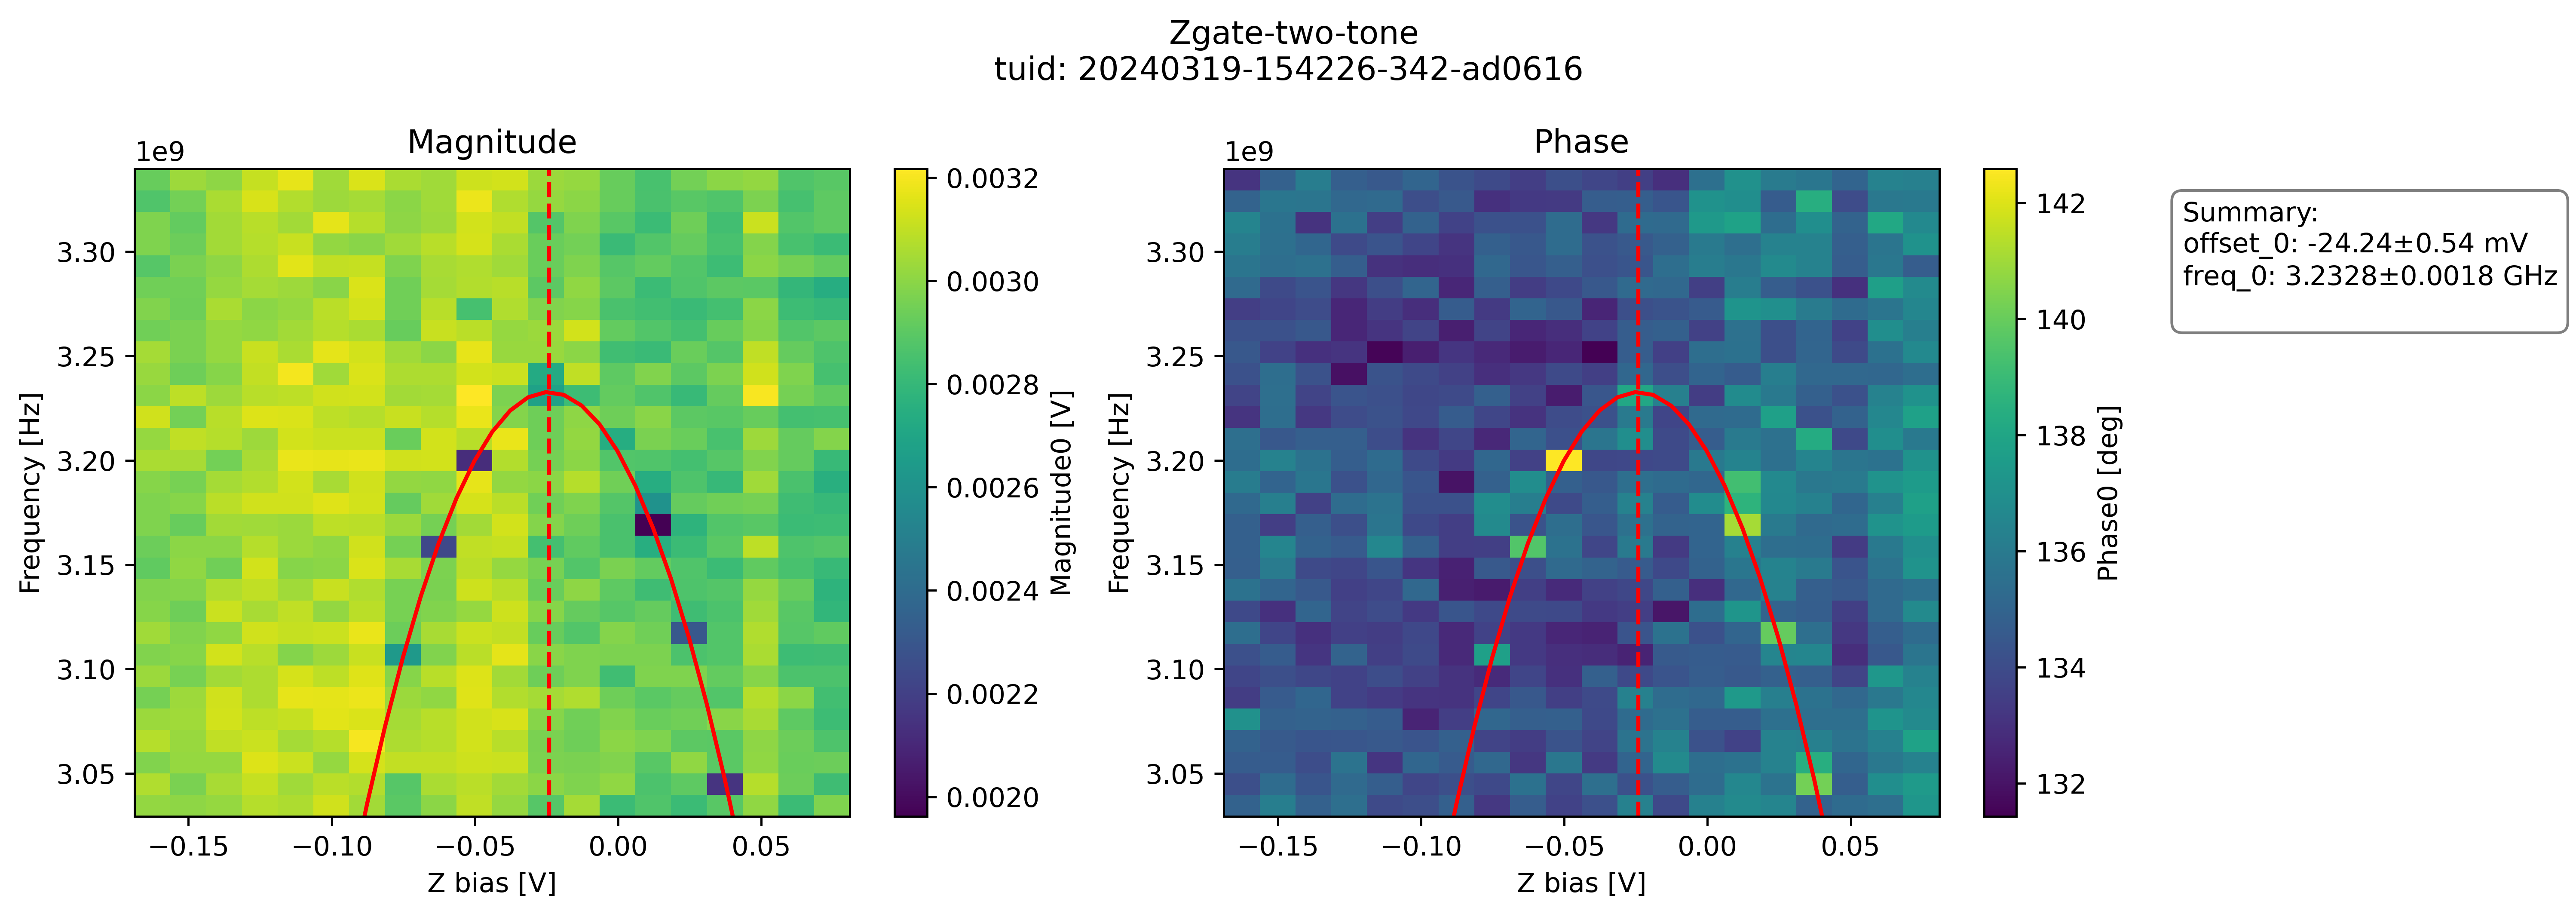 Zgate-two-tone
tuid: 20240319-154226-342-ad0616
Magnitude
1e9
3.30
3.25
3.20
3.15
3.10
3.05
Frequency [Hz]
−0.15 −0.10 −0.05 0.00 0.05
Z bias [V]
0.0032
0.0030
0.0028
0.0026
0.0024
0.0022
0.0020
Magnitude0 [V]
Phase
1e9
3.30
3.25
3.20
3.15
3.10
3.05
Frequency [Hz]
−0.15 −0.10 −0.05 0.00 0.05
Z bias [V]
142
140
138
136
134
132
Phase0 [deg]
Summary:
offset_0: -24.24±0.54 mV
freq_0: 3.2328±0.0018 GHz